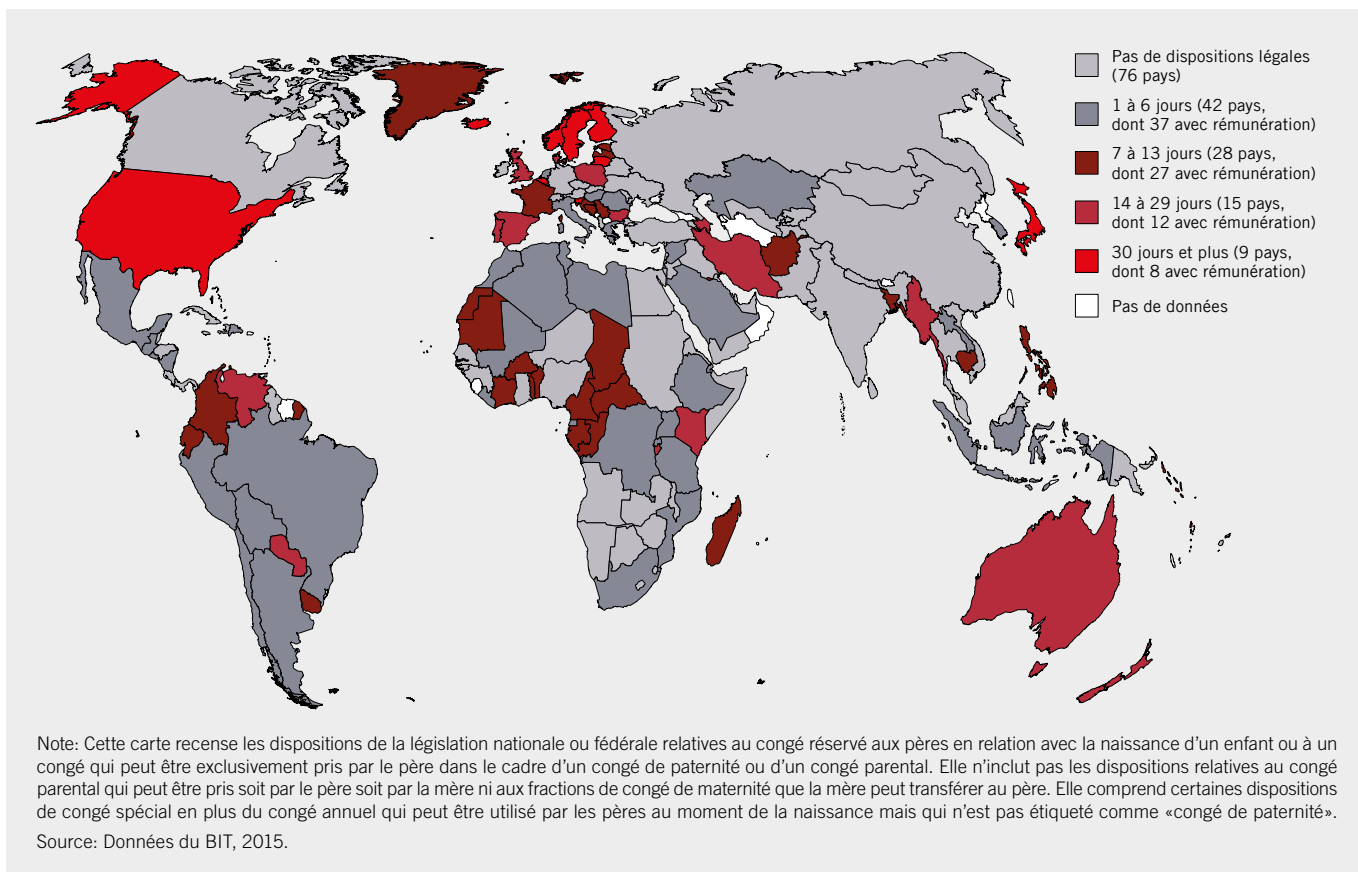 Pas de dispositions légales
(76 pays)
1 à 6 jours (42 pays,
dont 37 avec rémunération)
7 à 13 jours (28 pays,
dont 27 avec rémunération)
14 à 29 jours (15 pays,
dont 12 avec rémunération)
30 jours et plus (9 pays,
dont 8 avec rémunération)
Pas de données
Note: Cette carte recense les dispositions de la législation nationale ou fédérale relatives au congé réservé aux pères en relation avec la naissance d'un enfant ou à un
congé qui peut être exclusivement pris par le père dans le cadre d'un congé de paternité ou d'un congé parental. Elle n'inclut pas les dispositions relatives au congé
parental qui peut être pris soit par le père soit par la mère ni aux fractions de congé de maternité que la mère peut transférer au père. Elle comprend certaines dispositions
de congé spécial en plus du congé annuel qui peut être utilisé par les pères au moment de la naissance mais qui n'est pas étiqueté comme «congé de paternité».
Source: Données du BIT, 2015.